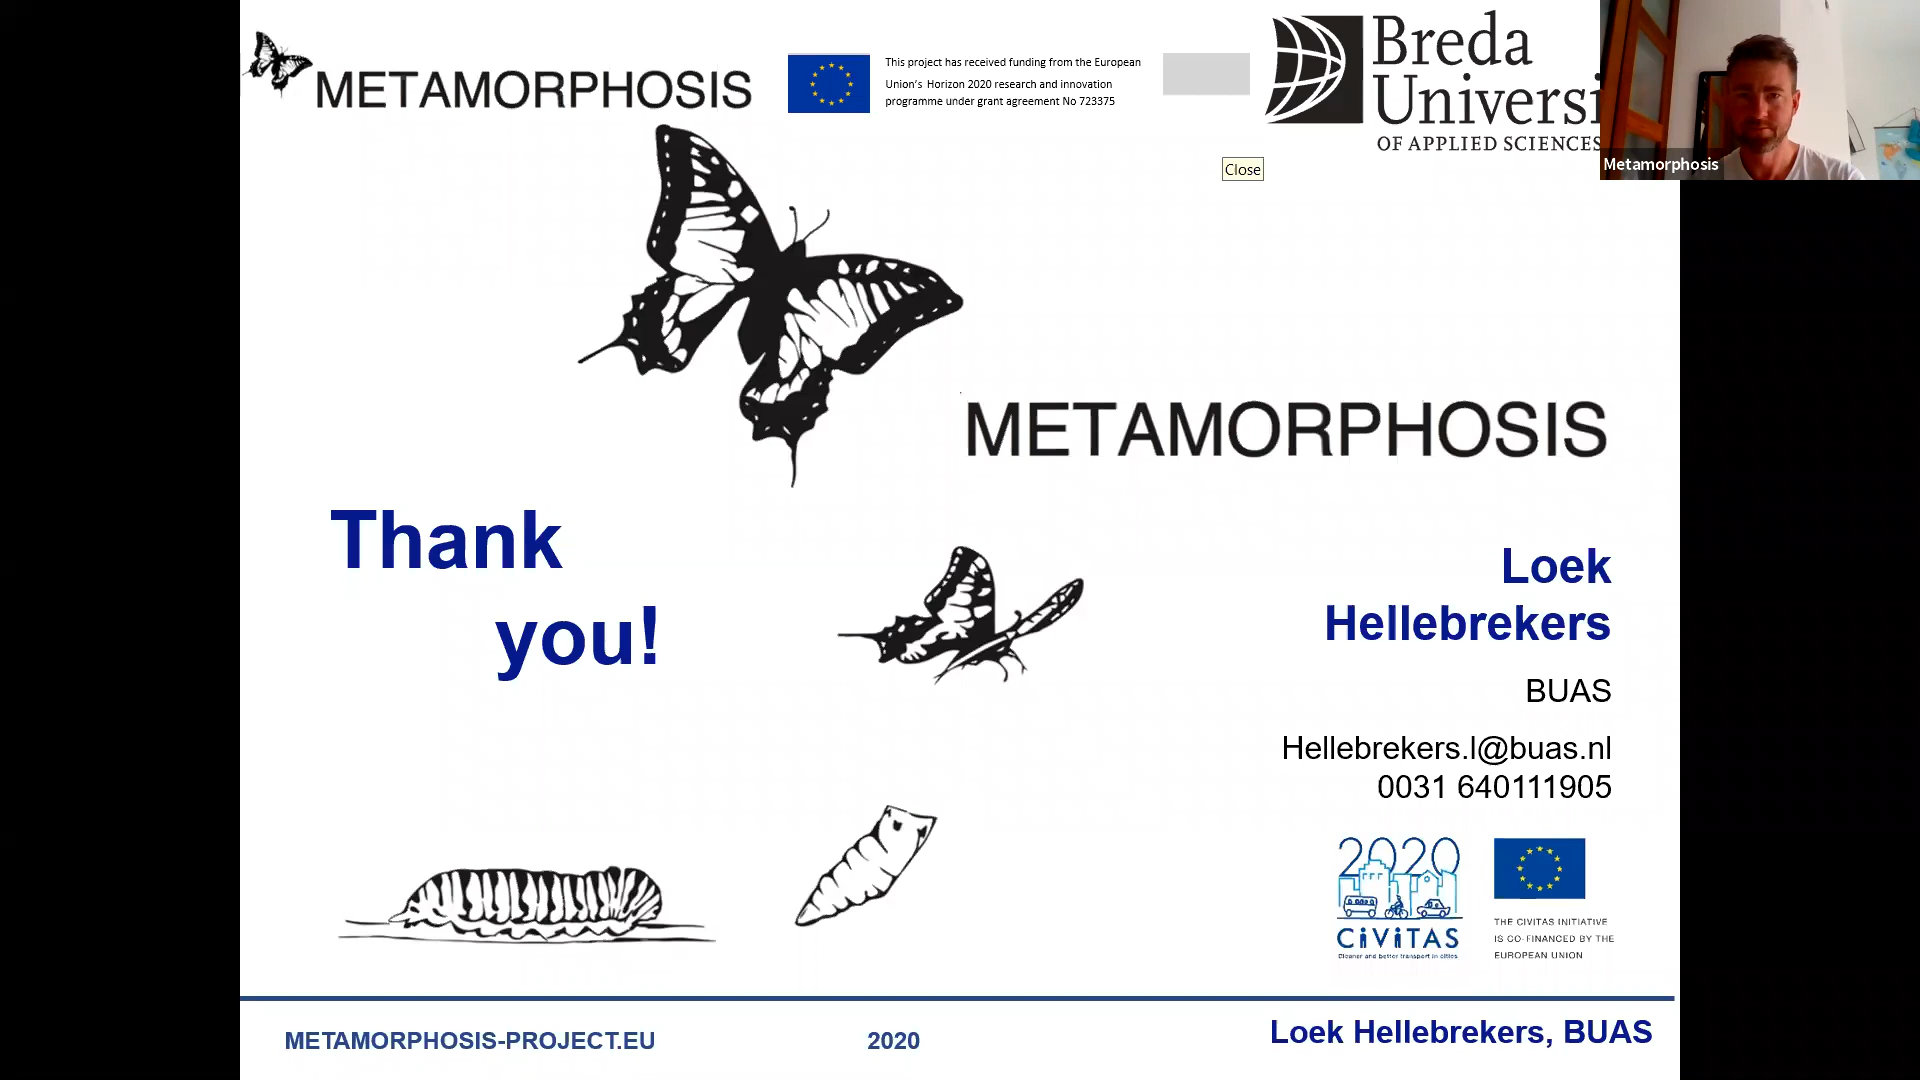 METAMORPHOSIS
This project has received funding from the European
Union's Horizon 2020 research and innovation
programme under grant agreement No 723375
Breda
Universi
OF APPLIED SCIENCES
Metamorphosis
Close
METAMORPHOSIS
Thank
you!
Loek
Hellebrekers
BUAS
Hellebrekers.l@buas.nl
0031 640111905
2020
CiViTAS
Cleaner and better transport in cities
THE CIVITAS INITIATIVE
IS CO-FINANCED BY THE
EUROPEAN UNION
METAMORPHOSIS-PROJECT.EU
2020
Loek Hellebrekers, BUAS